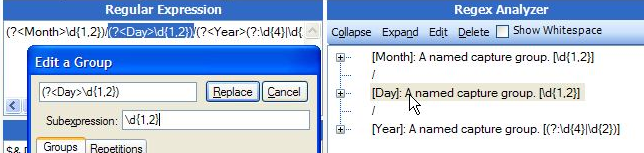 Regular Expression
(?<Month>\d{1,2})/(?<Day>\d{1,2})/(?<Year>(?:\d{4}|\d{
Edit a Group
(?<Day>\d{1,2})
Replace
Cancel
Subexpression:
\d{1,2}
Groups
Repetitions
Regex Analyzer
Collapse Expand Edit Delete Show Whitespace
[Month]: A named capture group. [\d{1,2}]
/
[Day]: A named capture group. [\d{1,2}]
/
[Year]: A named capture group. [(?:\d{4}|\d{2})]